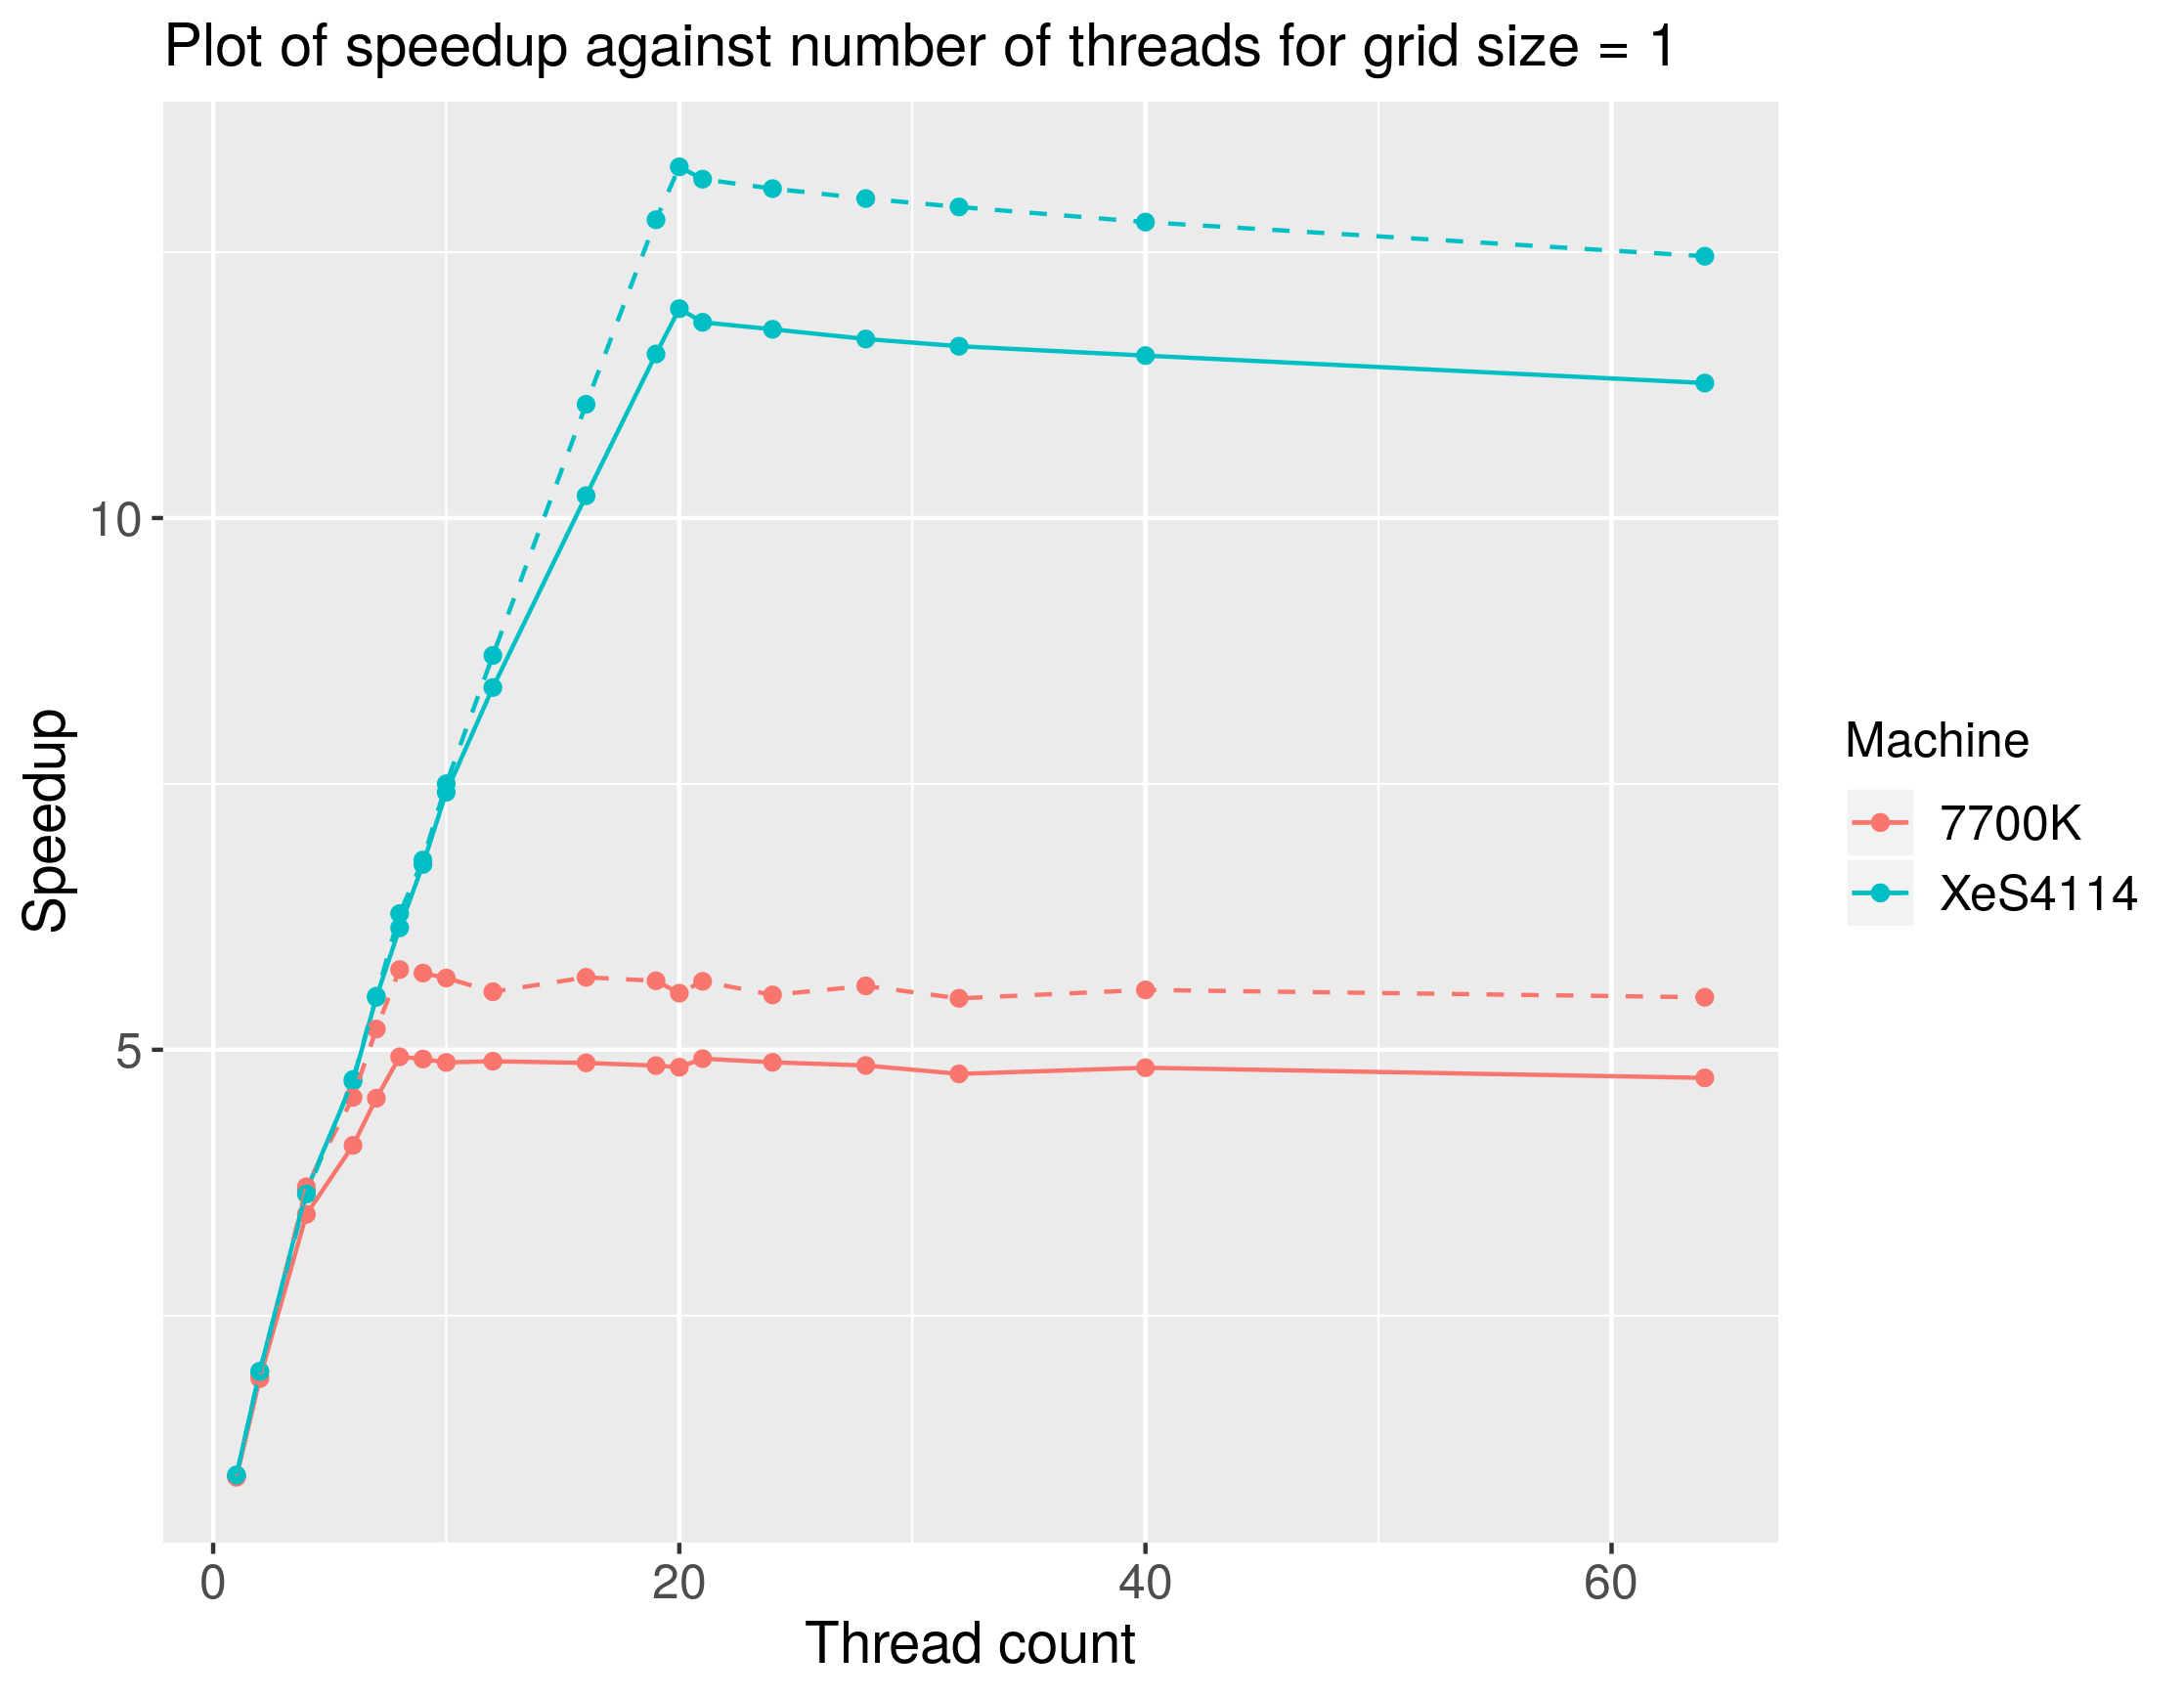 Plot of speedup against number of threads for grid size = 1
Speedup
10
5
0 20 40 60
Thread count
Machine
7700K
XeS4114